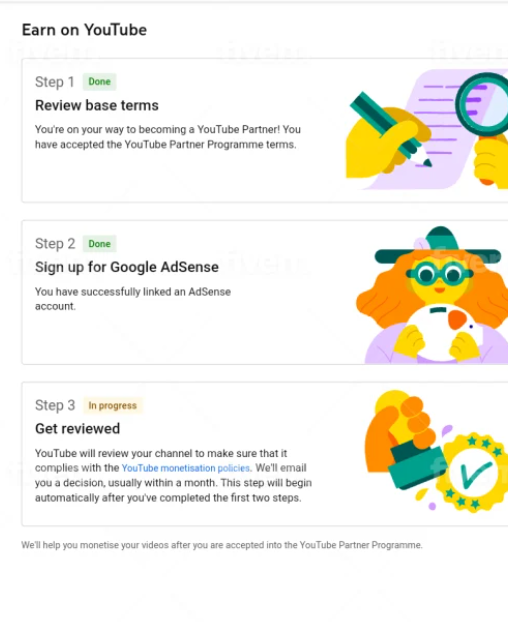 Earn on YouTube
Step 1 Done
Review base terms
You're on your way to becoming a YouTube Partner! You
have accepted the YouTube Partner Programme terms.
Step 2 Done
Sign up for Google AdSense
You have successfully linked an AdSense
account.
Step 3 In progress
Get reviewed
YouTube will review your channel to make sure that it
complies with the YouTube monetisation policies. We'll email
you a decision, usually within a month. This step will begin
automatically after you've completed the first two steps.
We'll help you monetise your videos after you are accepted into the YouTube Partner Programme.